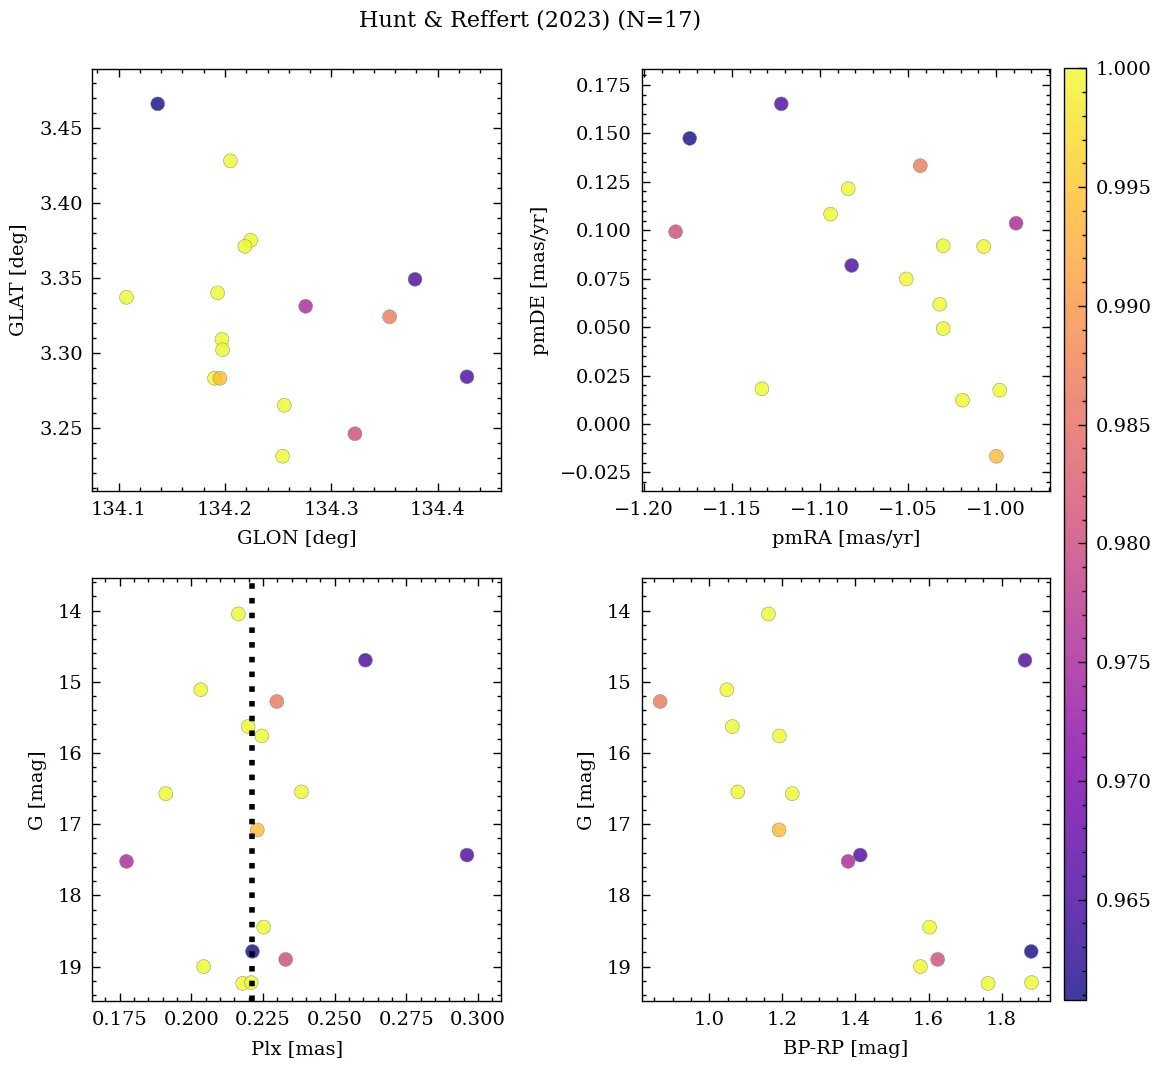 Hunt & Reffert (2023) (N=17)
3.45
3.40
3.35
3.30
3.25
GLAT [deg]
134.1 134.2 134.3 134.4
GLON [deg]
0.175
0.150
0.125
0.100
0.075
0.050
0.025
0.000
−0.025
pmDE [mas/yr]
−1.20 −1.15 −1.10 −1.05 −1.00
pmRA [mas/yr]
1.000
0.995
0.990
0.985
0.980
0.975
0.970
0.965
14
15
16
17
18
19
G [mag]
0.175 0.200 0.225 0.250 0.275 0.300
Plx [mas]
14
15
16
17
18
19
G [mag]
1.0 1.2 1.4 1.6 1.8
BP-RP [mag]